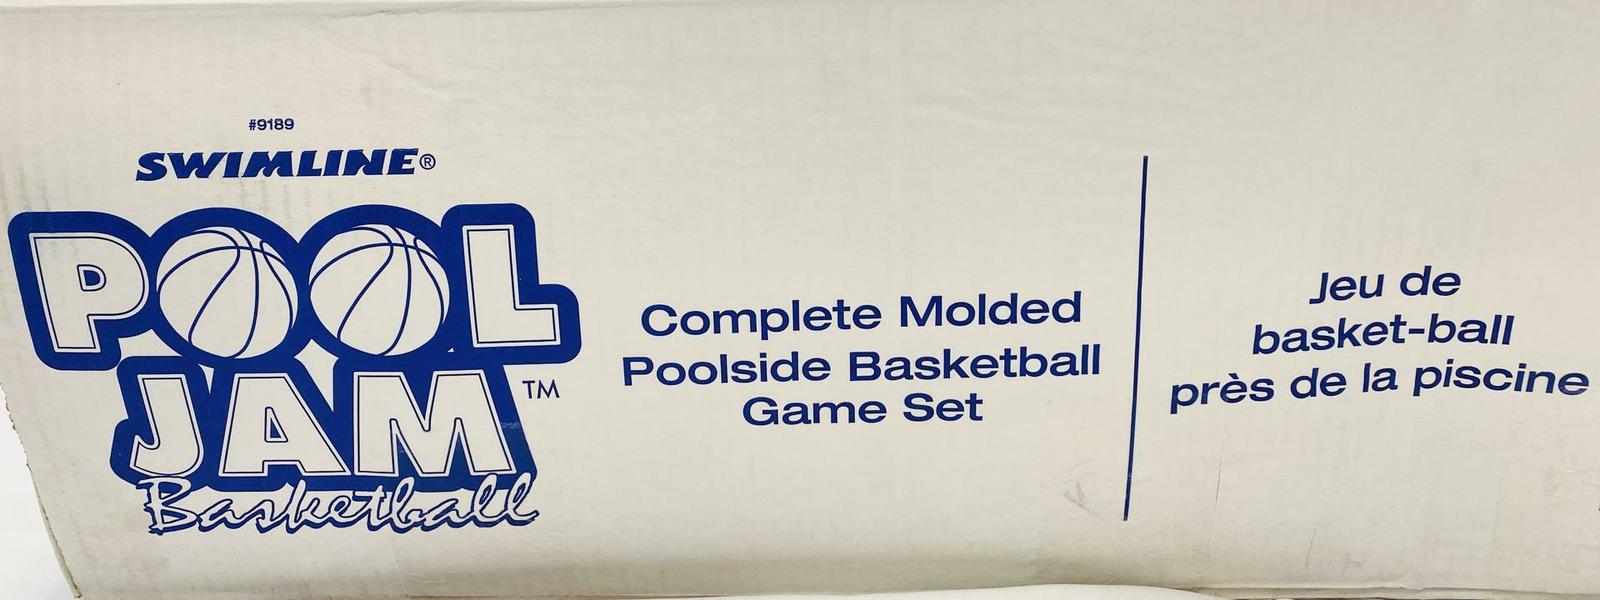 #9189
SWIMLINE®
POOL
JAM™
Basketball
Complete Molded
Poolside Basketball
Game Set
Jeu de
basket-ball
près de la piscine